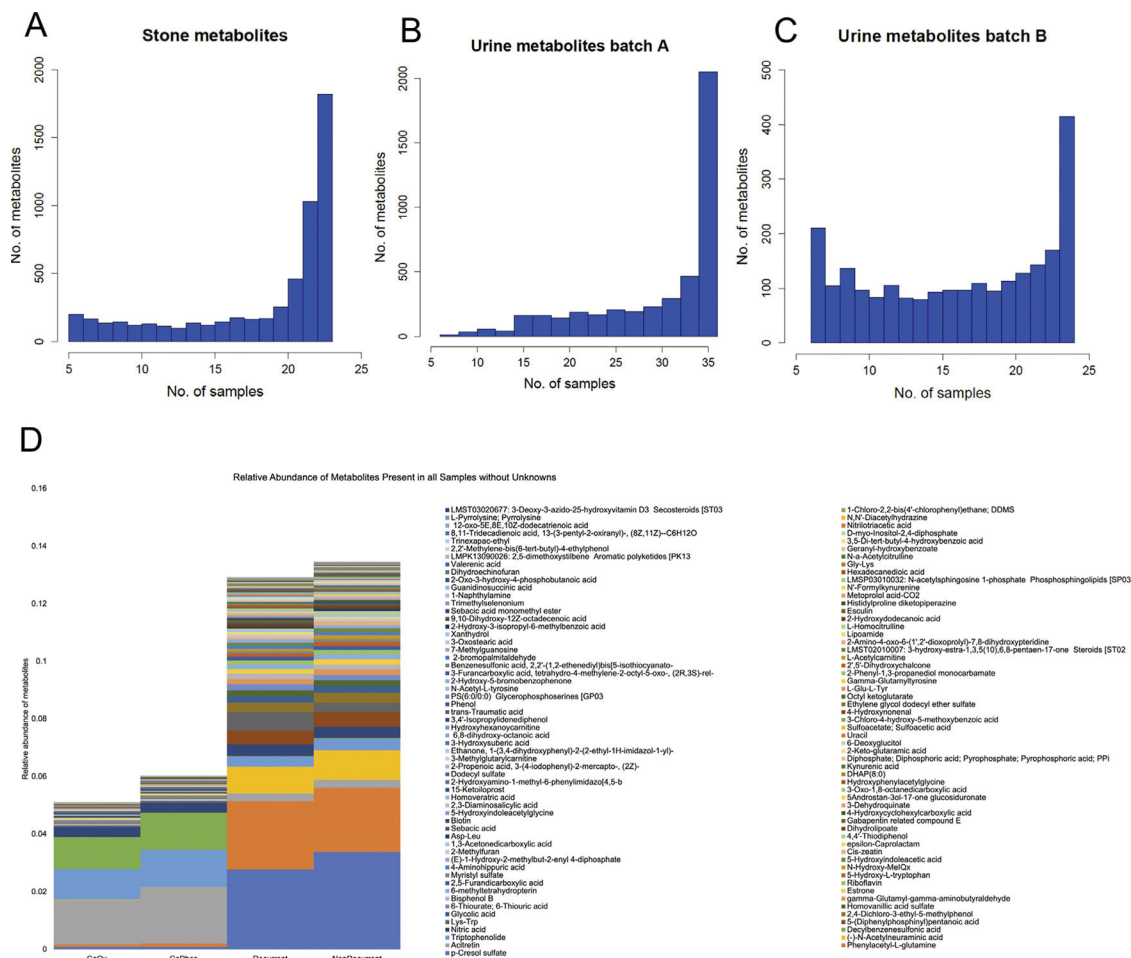 A
Stone metabolites
2000
1500
1000
500
0
5
10
15
20
25
No. of metabolites
No. of samples
B
Urine metabolites batch A
2000
1500
1000
500
0
5
10
15
20
25
30
35
No. of metabolites
No. of samples
C
Urine metabolites batch B
500
400
300
200
100
0
5
10
15
20
25
No. of metabolites
No. of samples
D
Relative Abundance of Metabolites Present in all Samples without Unknowns
0.16
0.14
0.12
0.1
0.08
0.06
0.04
0.02
0
Relative abundance of metabolites
LMST03020677: 3-Deoxy-3-azido-25-hydroxyvitamin D3 Secosteroids [ST03
L-Pyrrolysine; Pyrrolysine
12-oxo-5E,8E,10Z-dodecatrienoic acid
8,11-Tridecadienoic acid, 13-(3-pentyl-2-oxiranyl)-, (8Z,11Z)--C6H12O
Trinexapac-ethyl
2,2'-Methylene-bis(6-tert-butyl)-4-ethylphenol
LMPK13090026: 2,5-dimethoxystilbene Aromatic polyketides [PK13
Valerenic acid
Dihydroechinofuran
2-Oxo-3-hydroxy-4-phosphobutanoic acid
Guanidinosuccinic acid
1-Naphthylamine
Trimethylselenonium
Sebacic acid monomethyl ester
9,10-Dihydroxy-12Z-octadecenoic acid
2-Hydroxy-3-isopropyl-6-methylbenzoic acid
Xanthydrol
3-Oxostearic acid
7-Methylguanosine
2-bromopalmitaldehyde
Benzenesulfonic acid, 2,2'-(1,2-ethenediyl)bis[5-isothiocyanato-
3-Furancarboxylic acid, tetrahydro-4-methylene-2-octyl-5-oxo-, (2R,3S)-rel-
2-Hydroxy-5-bromobenzophenone
N-Acetyl-L-tyrosine
PS(6:0/0:0) Glycerophosphoserines [GP03
Phenol
trans-Traumatic Acid
3,4'-Isopropylidenediphenol
Hydroxyhexanoycarnitine
6,8-dihydroxy-octanoic acid
3-Hydroxysuberic acid
Ethanone, 1-(3,4-dihydroxyphenyl)-2-(2-ethyl-1H-imidazol-1-yl)-
3-Methylglutarylcarnitine
2-Propenoic acid, 3-(4-iodophenyl)-2-mercapto-, (2Z)-
Dodecyl sulfate
2-Hydroxyamino-1-methyl-6-phenylimidazo[4,5-b
15-Ketoiloprost
Homoveratric acid
2,3-Diaminosalicylic acid
5-Hydroxyindoleacetylglycine
Biotin
Sebacic acid
Asp-Leu
1,3-Acetonedicarboxylic acid
2-Methylfuran
(E)-1-Hydroxy-2-methylbut-2-enyl 4-diphosphate
4-Aminohippuric acid
Myristyl sulfate
2,5-Furandicarboxylic acid
6-methyltetrahydropterin
Bisphenol B
6-Thiourate; 6-Thiouric acid
Glycolic acid
Lys-Trp
Nitric acid
Triptophenolide
Acitretin
p-Cresol sulfate
1-Chloro-2,2-bis(4'-chlorophenyl)ethane; DDMS
N,N'-Diacetylhydrazine
Nitrilotriacetic acid
D-myo-Inositol-2,4-diphosphate
3,5-Di-tert-butyl-4-hydroxybenzoic acid
Geranyl-hydroxybenzoate
N-a-Acetylcitrulline
Gly-Lys
Hexadecanedioic acid
LMSP03010032: N-acetylsphingosine 1-phosphate Phosphosphingolipids [SP03
N'-Formylkynurenine
Metoprolol acid-CO2
Histidylproline diketopiperazine
Esculin
2-Hydroxydodecanoic acid
L-Homocitrulline
Lipoamide
2-Amino-4-oxo-6-(1',2'-dioxoprolyl)-7,8-dihydroxypteridine
LMST02010007: 3-hydroxy-estra-1,3,5(10),6,8-pentaen-17-one Steroids [ST02
L-Acetylcarnitine
2',5'-Dihydroxychalcone
2-Phenyl-1,3-propanediol monocarbamate
Gamma-Glutamyltyrosine
L-Glu-L-Tyr
Octyl ketoglutarate
Ethylene glycol dodecyl ether sulfate
4-Hydroxynonenal
3-Chloro-4-hydroxy-5-methoxybenzoic acid
Sulfoacetate; Sulfoacetic acid
Uracil
6-Deoxyglucitol
2-Keto-glutaramic acid
Diphosphate; Diphosphoric acid; Pyrophosphate; Pyrophosphoric acid; PPi
Kynurenic acid
DHAP(8:0)
Hydroxyphenylacetylglycine
3-Oxo-1,8-octanedicarboxylic acid
5Androstan-3ol-17-one glucosiduronate
3-Dehydroquinate
4-Hydroxycyclohexylcarboxylic acid
Gabapentin related compound E
Dihydrolipoate
4,4'-Thiodiphenol
epsilon-Caprolactam
Cis-zeatin
5-Hydroxyindoleacetic acid
N-Hydroxy-MeIQx
5-Hydroxy-L-tryptophan
Riboflavin
Estrone
gamma-Glutamyl-gamma-aminobutyraldehyde
Homovanillic acid sulfate
2,4-Dichloro-3-ethyl-5-methylphenol
5-(Diphenylphosphinyl)pentanoic acid
Decylbenzenesulfonic acid
(-)-N-Acetylneuraminic acid
Phenylacetyl-L-glutamine